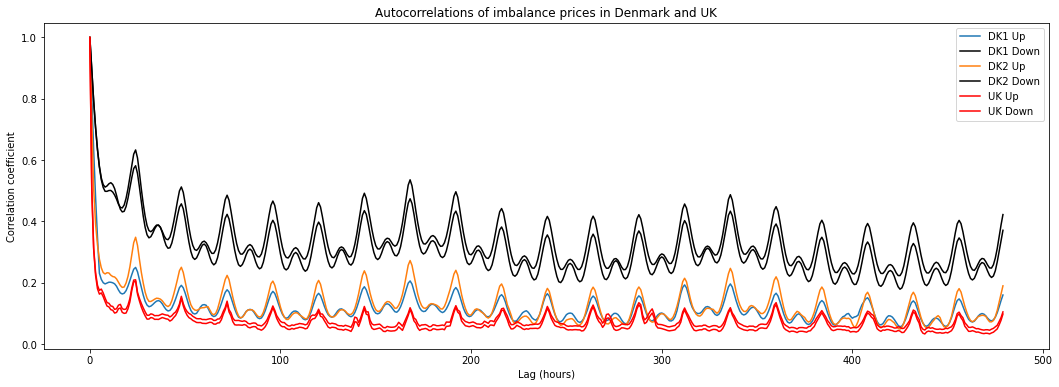 Autocorrelations of imbalance prices in Denmark and UK
DK1 Up
DK1 Down
DK2 Up
DK2 Down
UK Up
UK Down
1.0
0.8
0.6
0.4
0.2
0.0
Correlation coefficient
0 100 200 300 400 500
Lag (hours)